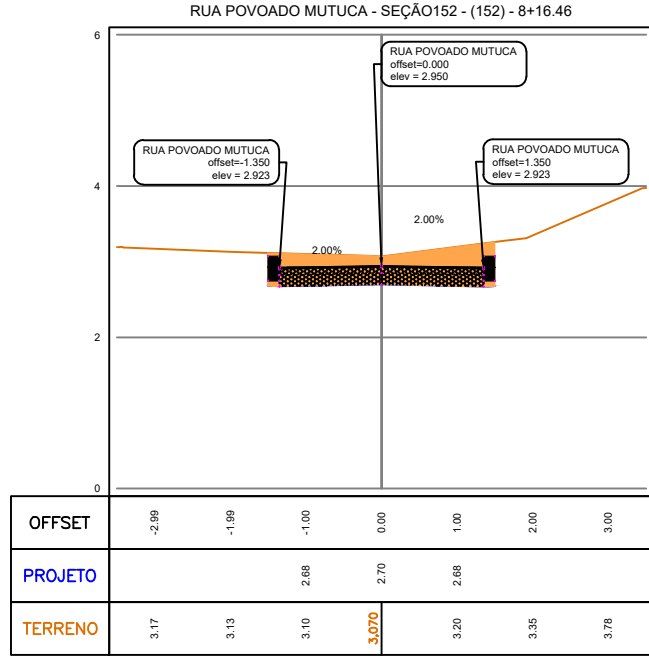 RUA POVOADO MUTUCA - SEÇÃO152 - (152) - 8+16.46
6
RUA POVOADO MUTUCA
offset=0.000
elev = 2.950
RUA POVOADO MUTUCA
offset=-1.350
elev = 2.923
RUA POVOADO MUTUCA
offset=1.350
elev = 2.923
4
2.00%
2.00%
2
0
OFFSET -2.99 -1.99 -1.00 0.00 1.00 2.00 3.00
PROJETO 2.68 2.70 2.68
TERRENO 3.17 3.13 3.10 3.070 3.20 3.35 3.78